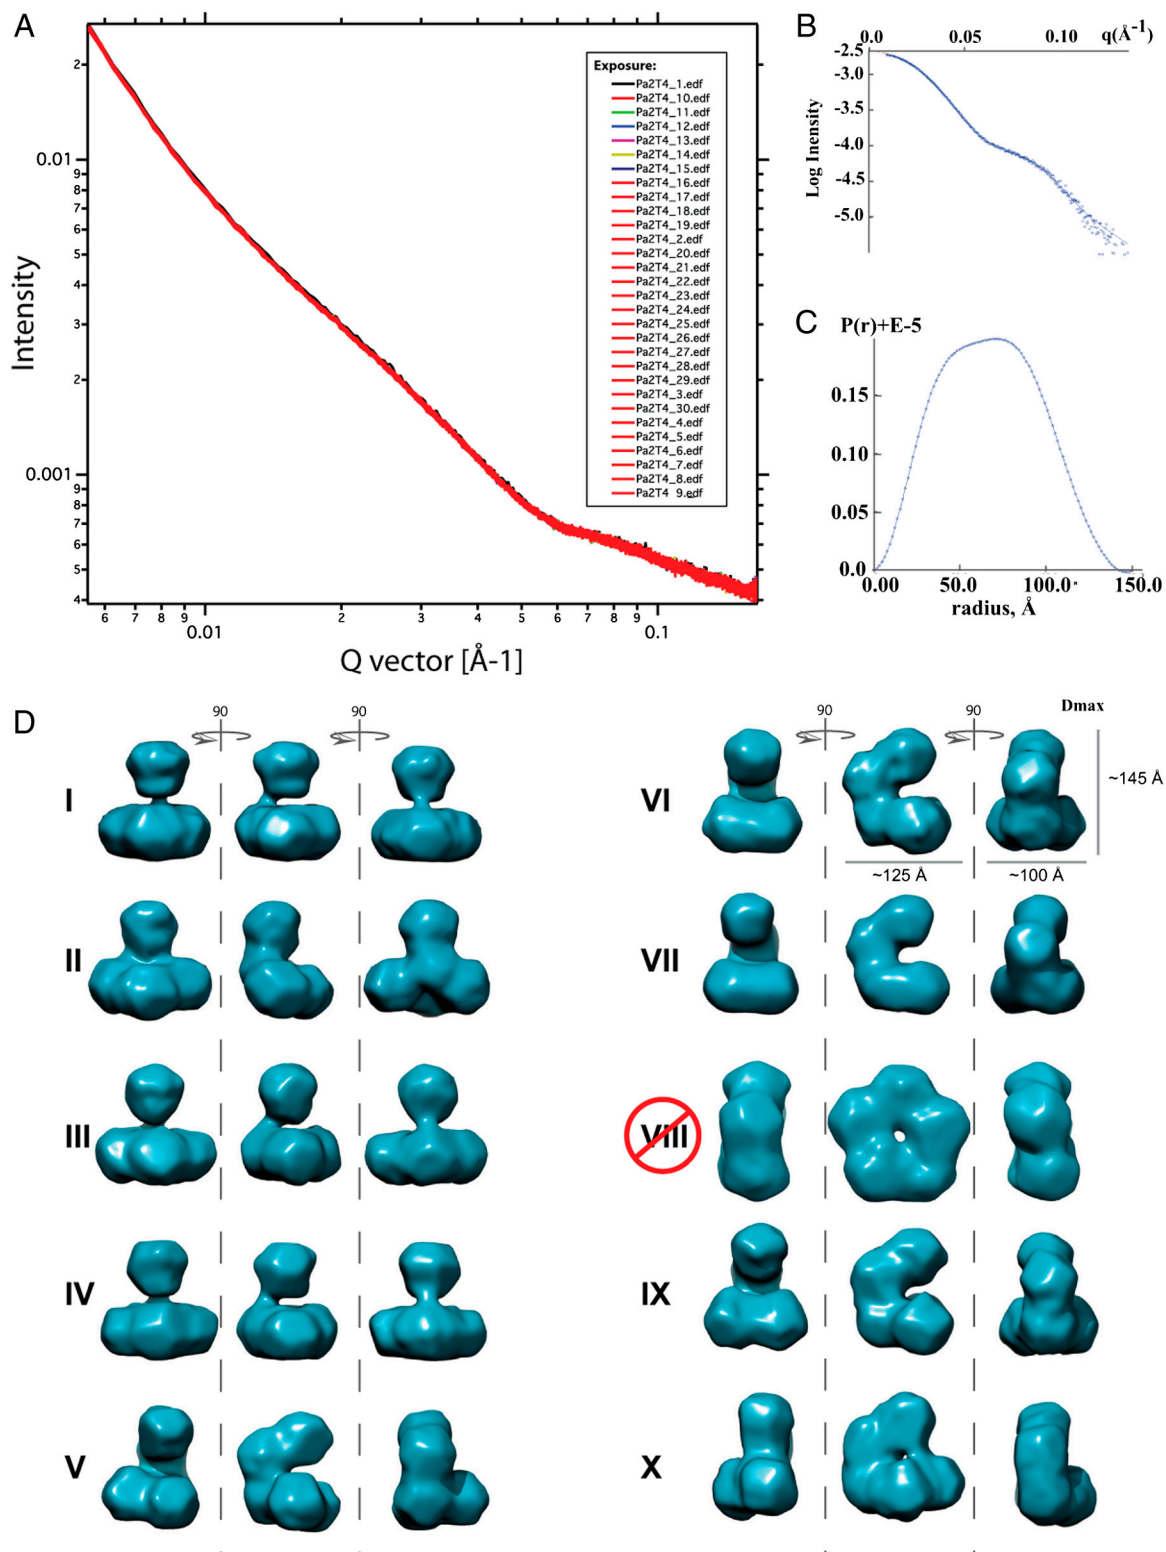 A
Intensity
2
0.01
9
8
7
6
5
4
3
2
0.001
9
8
7
6
5
4
6
7
8
9
0.01
2
3
4
5
6
7
8
9
0.1
Q vector [Å-1]
Exposure:
Pa2T4_1.edf
Pa2T4_10.edf
Pa2T4_11.edf
Pa2T4_12.edf
Pa2T4_13.edf
Pa2T4_14.edf
Pa2T4_15.edf
Pa2T4_16.edf
Pa2T4_17.edf
Pa2T4_18.edf
Pa2T4_19.edf
Pa2T4_2.edf
Pa2T4_20.edf
Pa2T4_21.edf
Pa2T4_22.edf
Pa2T4_23.edf
Pa2T4_24.edf
Pa2T4_25.edf
Pa2T4_26.edf
Pa2T4_27.edf
Pa2T4_28.edf
Pa2T4_29.edf
Pa2T4_3.edf
Pa2T4_30.edf
Pa2T4_4.edf
Pa2T4_5.edf
Pa2T4_6.edf
Pa2T4_7.edf
Pa2T4_8.edf
Pa2T4 9.edf
B
0.0 0.05 0.10 q(Å-1)
-2.5
-3.0
-3.5
-4.0
-4.5
-5.0
Log Inensity
C
P(r)+E-5
0.15
0.10
0.05
0.0
0.00 50.0 100.0 150.0
radius, Å
D
90 90
I
II
III
IV
V
90 90 Dmax
VI
~145 Å
~125 Å ~100 Å
VII
VIII
IX
X